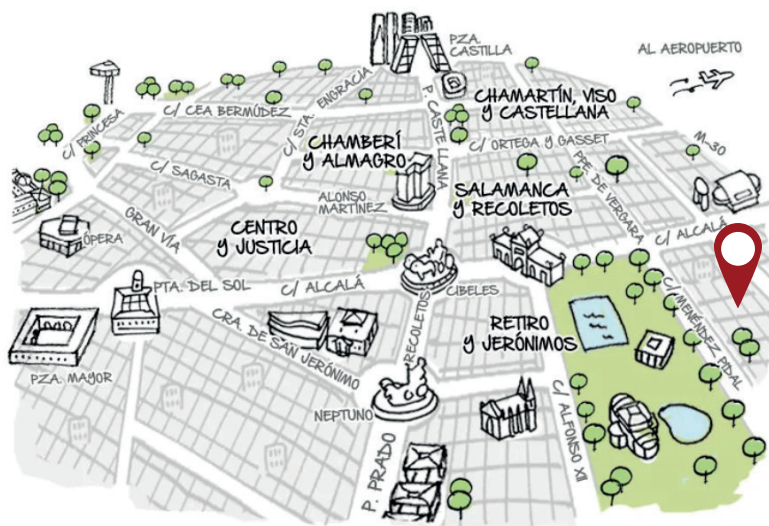 PZA.
CASTILLA
AL AEROPUERTO
C/ STA. ENGRACIA
P. CASTELLANA
CHAMARTÍN, VISO
Y CASTELLANA
C/ PRINCESA
C/ CEA BERMÚDEZ
C/ ORTEGA Y GASSET
M-30
CHAMBERÍ
Y ALMAGRO
C/ SAGASTA
PPE. DE VERGARA
ALONSO
MARTÍNEZ
SALAMANCA
Y RECOLETOS
GRAN VÍA
CENTRO
Y JUSTICIA
ÓPERA
C/ ALCALÁ
PTA. DEL SOL
C/ ALCALÁ
CIBELES
C/ MENÉNDEZ PIDAL
RECOLETOS
RETIRO
Y JERÓNIMOS
CRA. DE SAN JERÓNIMO
PZA. MAYOR
NEPTUNO
C/ ALFONSO XII
P. PRADO